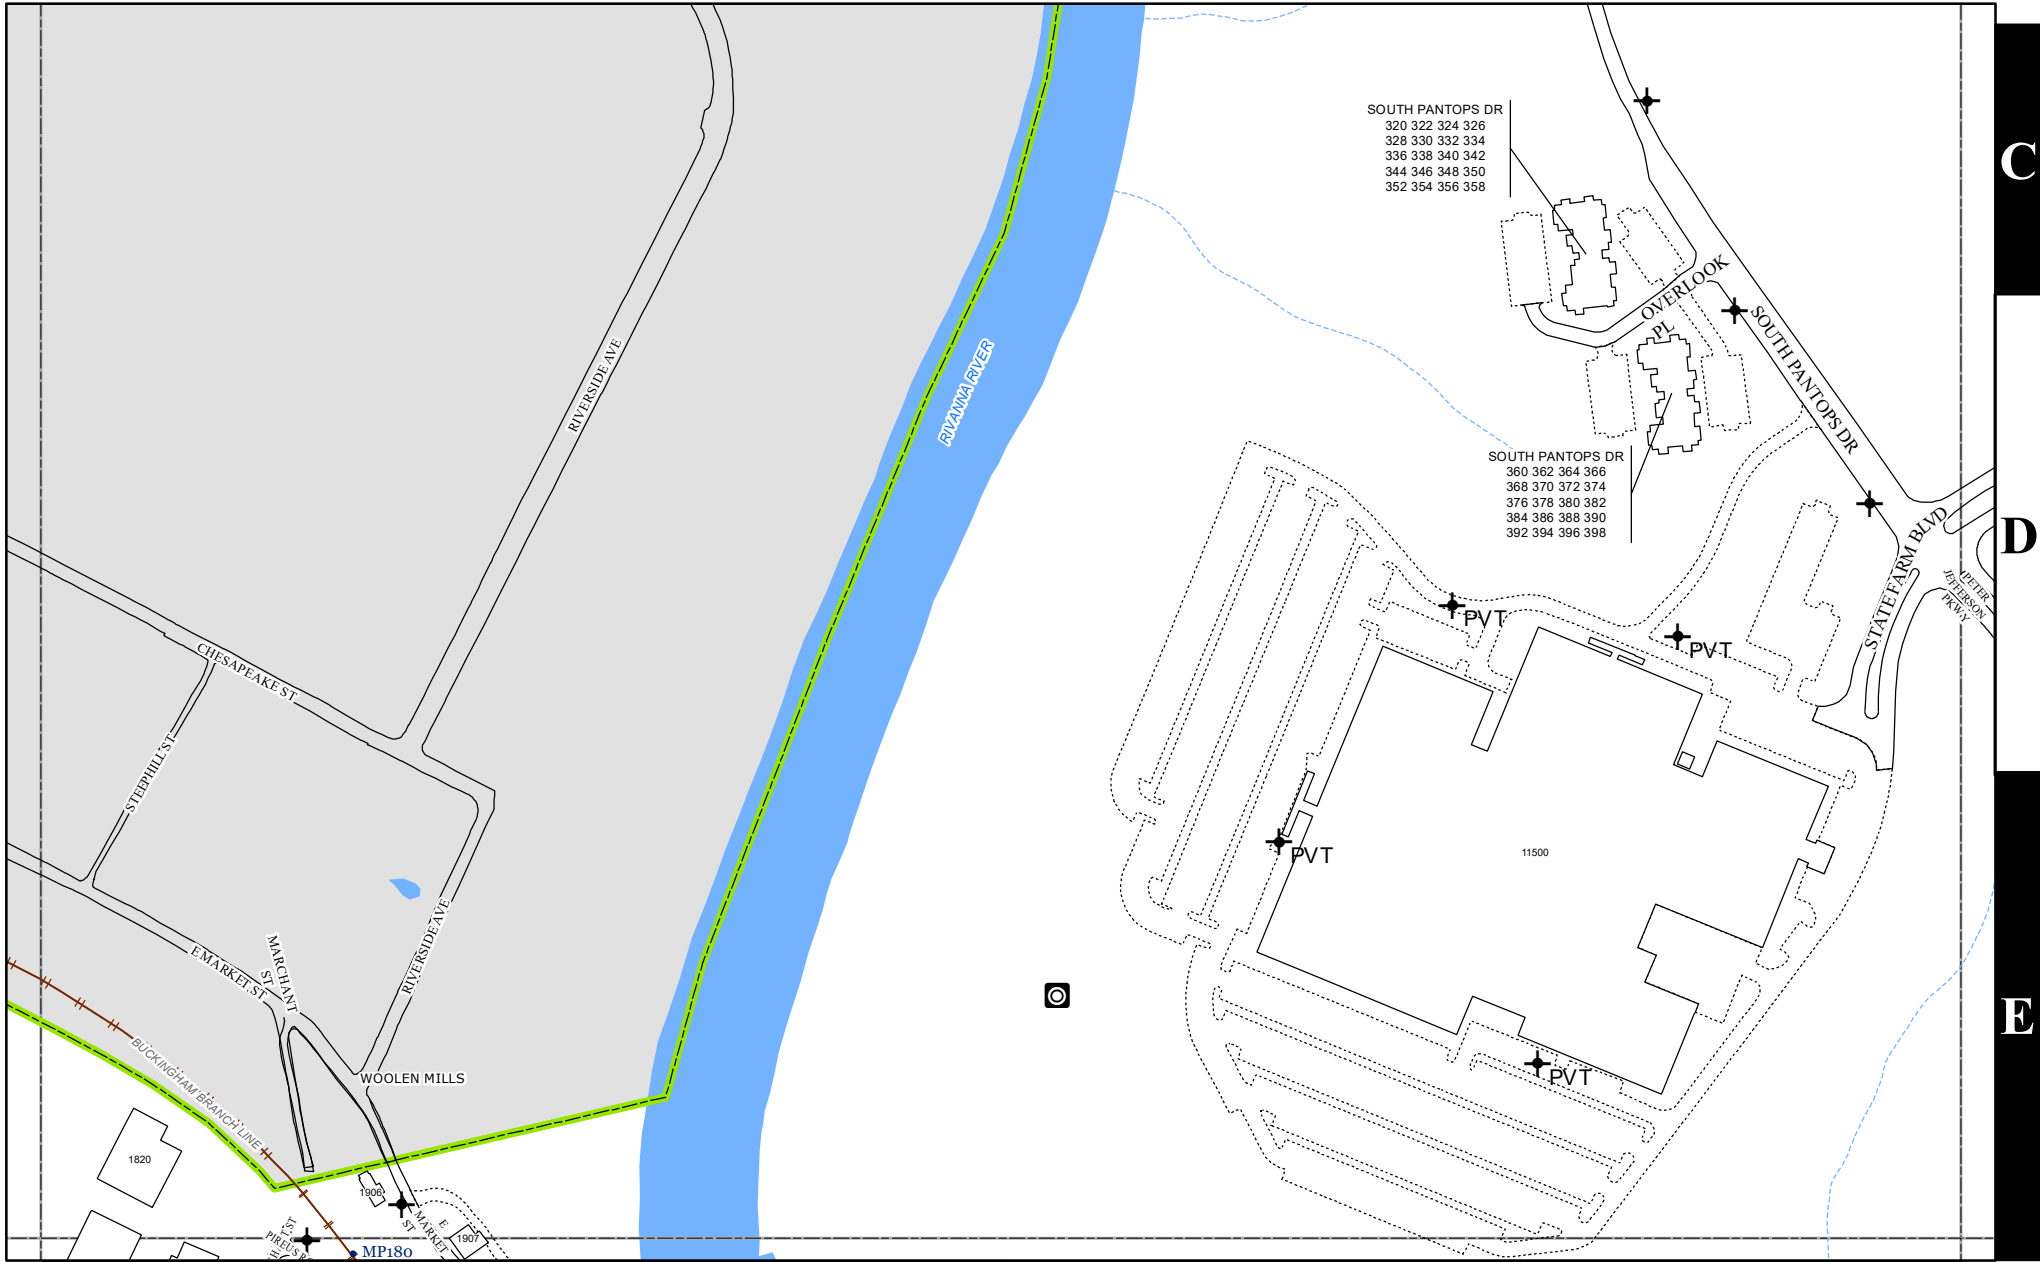 SOUTH PANTOPS DR
320 322 324 326
328 330 332 334
336 338 340 342
344 346 348 350
352 354 356 358
C
OVERLOOK
PL
SOUTH PANTOPS DR
RIVERSIDE AVE
RIVANNA RIVER
SOUTH PANTOPS DR
360 362 364 366
368 370 372 374
376 378 380 382
384 386 388 390
392 394 396 398
D
STATE FARM BLVD
PETER
JEFFERSON
PKWY
PVT
PVT
CHESAPEAKE ST
STEEPHILL ST
PVT
11500
RIVERSIDE AVE
E MARKET ST
MARCHANT
ST
E
BUCKINGHAM BRANCH LINE
WOOLEN MILLS
PVT
1820
1906
E
MARKET
ST
1907
PIREUS
MP180